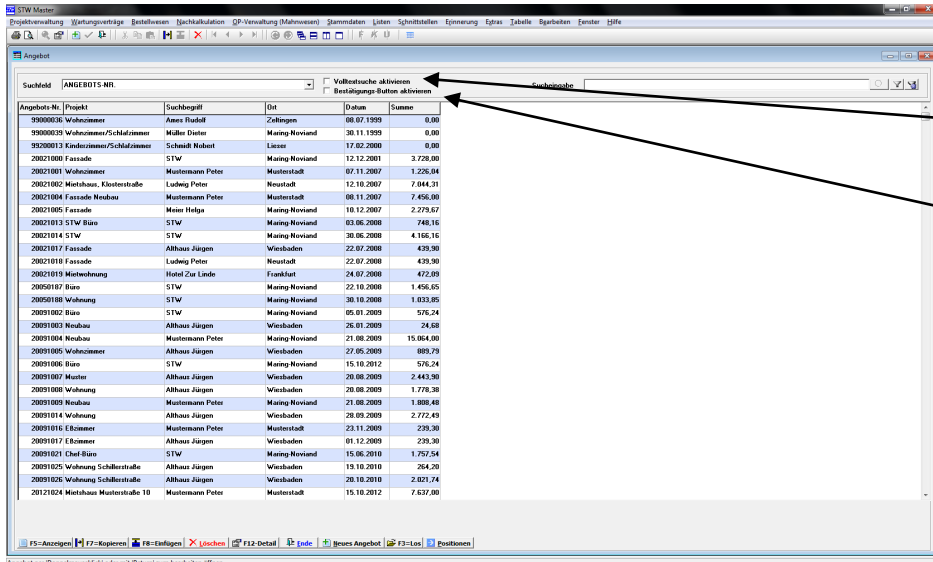 STW Master
Projektverwaltung Wartungsverträge Bestellwesen Nachkalkulation OP-Verwaltung (Mahnwesen) Stammdaten Listen Schnittstellen Erinnerung Extras Tabelle Bearbeiten Fenster Hilfe
F K U
Angebot
Suchfeld ANGEBOTS-NR. Volltextsuche aktivieren Sucheingabe
Bestätigungs-Button aktivieren
Angebots-Nr. Projekt Suchbegriff Ort Datum Summe
99000036 Wohnzimmer Ames Rudolf Zeltingen 08.07.1999 0,00
99000039 Wohnzimmer/Schlafzimmer Müller Dieter Maring-Noviand 30.11.1999 0,00
99200013 Kinderzimmer/Schlafzimmer Schmidt Nobert Lieser 17.02.2000 0,00
20021000 Fassade STW Maring-Noviand 12.12.2001 3.728,00
20021001 Wohnzimmer Mustermann Peter Musterstadt 07.11.2007 1.226,04
20021002 Mietshaus, Klosterstraße Ludwig Peter Neustadt 12.10.2007 7.044,31
20021004 Fassade Neubau Mustermann Peter Musterstadt 08.11.2007 7.456,00
20021005 Fassade Meier Helga Maring-Noviand 10.12.2007 2.279,67
20021013 STW Büro STW Maring-Noviand 03.06.2008 748,16
20021014 STW STW Maring-Noviand 30.06.2008 4.166,16
20021017 Fassade Althaus Jürgen Wiesbaden 22.07.2008 439,90
20021018 Fassade Ludwig Peter Neustadt 22.07.2008 439,90
20021019 Mietwohnung Hotel Zur Linde Frankfurt 24.07.2008 472,09
20050187 Büro STW Maring-Noviand 22.10.2008 1.456,65
20050188 Wohnung STW Maring-Noviand 30.10.2008 1.033,85
20091002 Büro STW Maring-Noviand 05.01.2009 576,24
20091003 Neubau Althaus Jürgen Wiesbaden 26.01.2009 24,68
20091004 Neubau Mustermann Peter Maring-Noviand 21.08.2009 15.064,00
20091005 Wohnzimmer Althaus Jürgen Wiesbaden 27.05.2009 889,79
20091006 Büro STW Maring-Noviand 15.10.2012 576,24
20091007 Muster Althaus Jürgen Wiesbaden 20.08.2009 2.443,90
20091008 Wohnung Althaus Jürgen Wiesbaden 20.08.2009 1.778,38
20091009 Neubau Mustermann Peter Maring-Noviand 21.08.2009 1.808,48
20091014 Wohnung Althaus Jürgen Wiesbaden 28.09.2009 2.772,49
20091016 Eßzimmer Mustermann Peter Musterstadt 23.11.2009 239,30
20091017 Eßzimmer Althaus Jürgen Wiesbaden 01.12.2009 239,30
20091021 Chef-Büro STW Maring-Noviand 15.06.2010 1.757,54
20091025 Wohnung Schillerstraße Althaus Jürgen Wiesbaden 19.10.2010 264,20
20091026 Wohnung Schillerstraße Althaus Jürgen Wiesbaden 20.10.2010 2.021,74
20121024 Mietshaus Musterstraße 10 Mustermann Peter Musterstadt 15.10.2012 7.637,00
F5=Anzeigen F7=Kopieren F8=Einfügen Löschen F12-Detail Ende Neues Angebot F3=Los Positionen